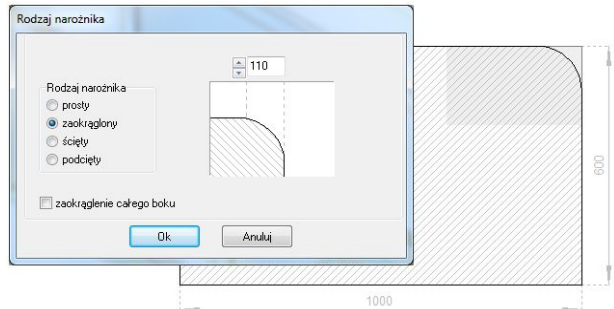 Rodzaj narożnika
110
Rodzaj narożnika
prosty
zaokrąglony
ścięty
podcięty
zaokrąglenie całego boku
Ok
Anuluj
600
1000